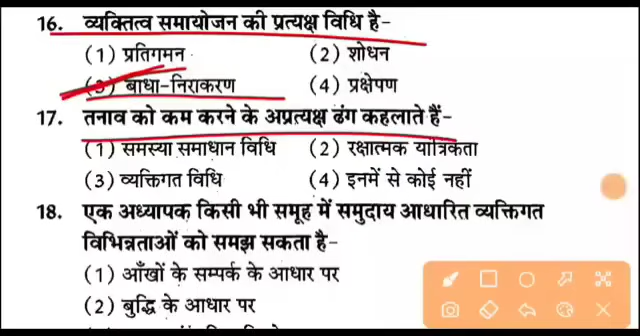 16. व्यक्तित्व समायोजन की प्रत्यक्ष विधि है-
(1) प्रतिगमन (2) शोधन
(3) बाधा-निराकरण (4) प्रक्षेपण
17. तनाव को कम करने के अप्रत्यक्ष ढंग कहलाते हैं-
(1) समस्या समाधान विधि (2) रक्षात्मक यांत्रिकता
(3) व्यक्तिगत विधि (4) इनमें से कोई नहीं
18. एक अध्यापक किसी भी समूह में समुदाय आधारित व्यक्तिगत
विभिन्नताओं को समझ सकता है-
(1) आँखों के सम्पर्क के आधार पर
(2) बुद्धि के आधार पर